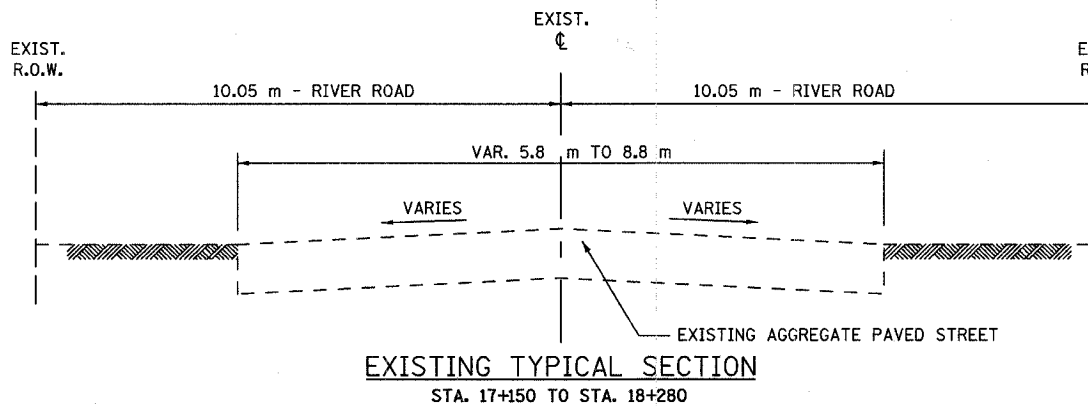 EXIST.
℄
EXIST.
R.O.W.
E
R
10.05 m - RIVER ROAD
10.05 m - RIVER ROAD
VAR. 5.8 m TO 8.8 m
VARIES
VARIES
EXISTING AGGREGATE PAVED STREET
EXISTING TYPICAL SECTION
STA. 17+150 TO STA. 18+280